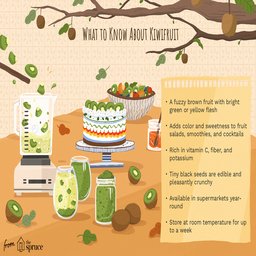 What to Know About Kiwifruit
• A fuzzy brown fruit with bright
green or yellow flash
• Adds color and sweetness to fruit
salads, smoothies, and cocktails
• Rich in vitamin C, fiber, and
potassium
• Tiny black seeds are edible and
pleasantly crunchy
• Available in supermarkets year-
round
• Store at room temperature for up
to a week
from the
spruce